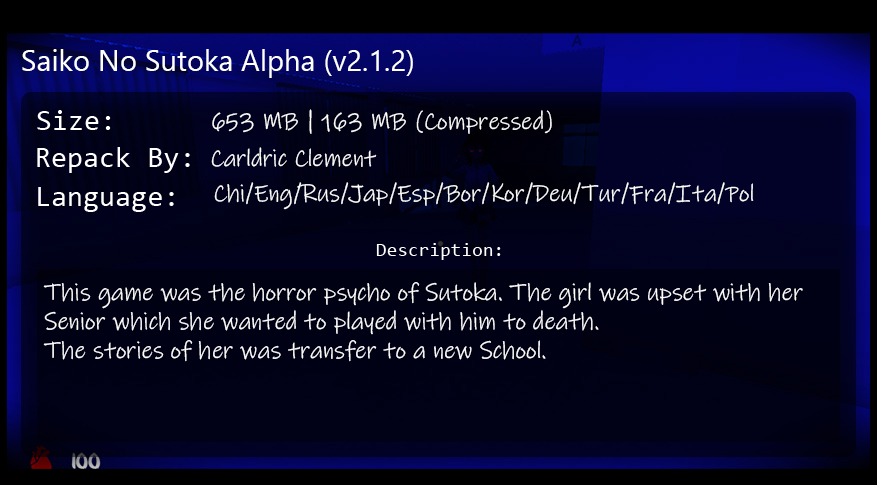 Saiko No Sutoka Alpha (v2.1.2)
Size: 653 MB | 163 MB (Compressed)
Repack By: Carldric Clement
Language: Chi/Eng/Rus/Jap/Esp/Bor/Kor/Deu/Tur/Fra/Ita/Pol
Description:
This game was the horror psycho of Sutoka. The girl was upset with her
Senior which she wanted to played with him to death.
The stories of her was transfer to a new School.
100